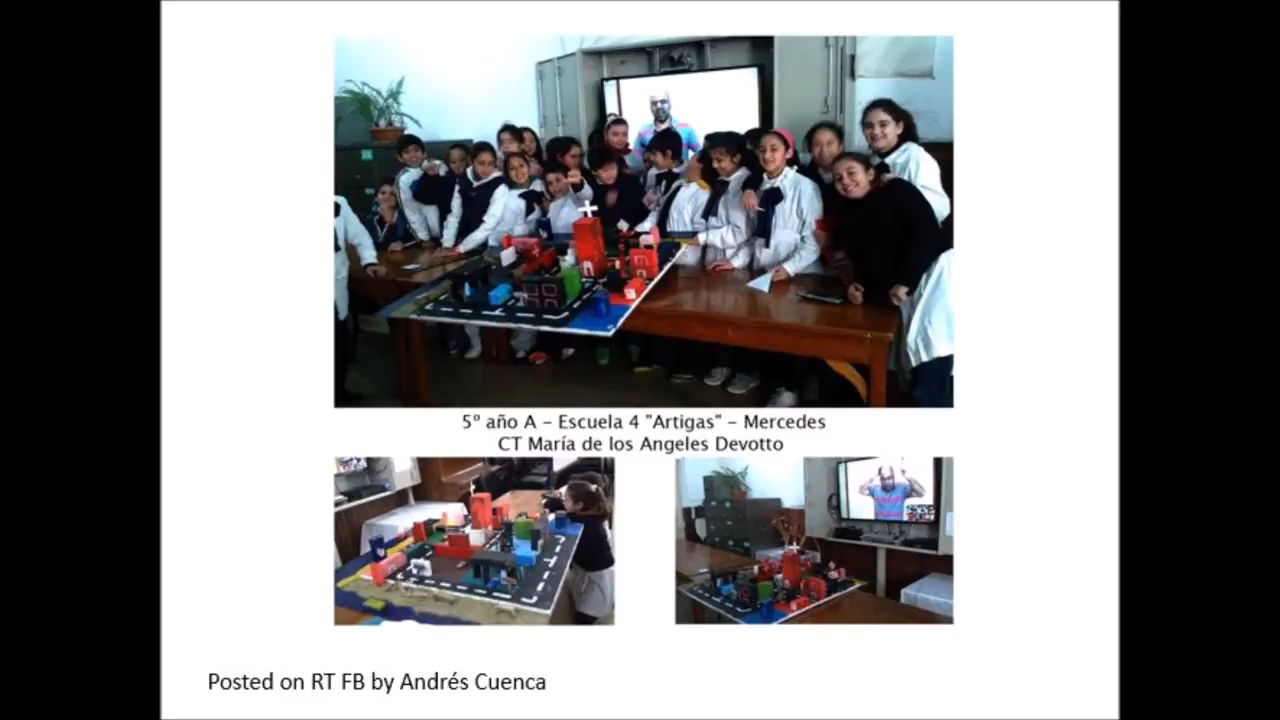 5º año A - Escuela 4 "Artigas" - Mercedes
CT María de los Angeles Devotto
Posted on RT FB by Andrés Cuenca